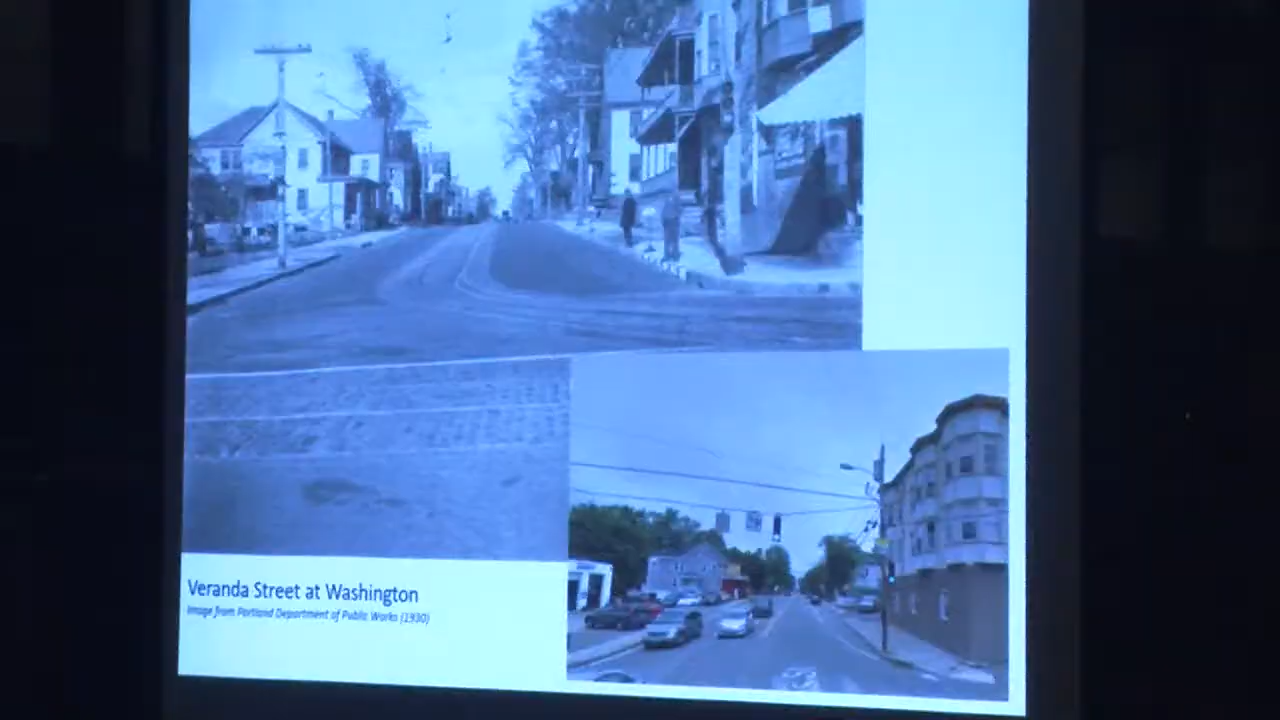 Veranda Street at Washington
Image from Portland Department of Public Works (1930)